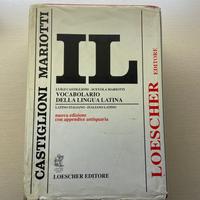 CASTIGLIONI MARIOTTI
IL
LUIGI CASTIGLIONI - SCEVOLA MARIOTTI
VOCABOLARIO
DELLA LINGUA LATINA
LATINO-ITALIANO · ITALIANO-LATINO
nuova edizione
con appendice antiquaria
LOESCHER EDITORE
LOESCHER EDITORE